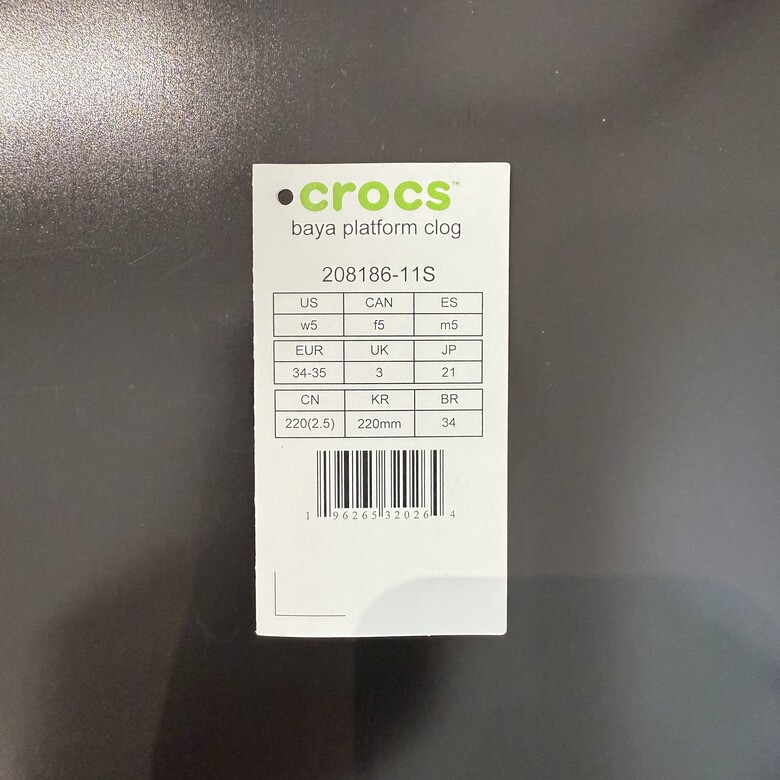 crocs™
baya platform clog
208186-11S
US CAN ES
w5 f5 m5
EUR UK JP
34-35 3 21
CN KR BR
220(2.5) 220mm 34
1 96265 32026 4